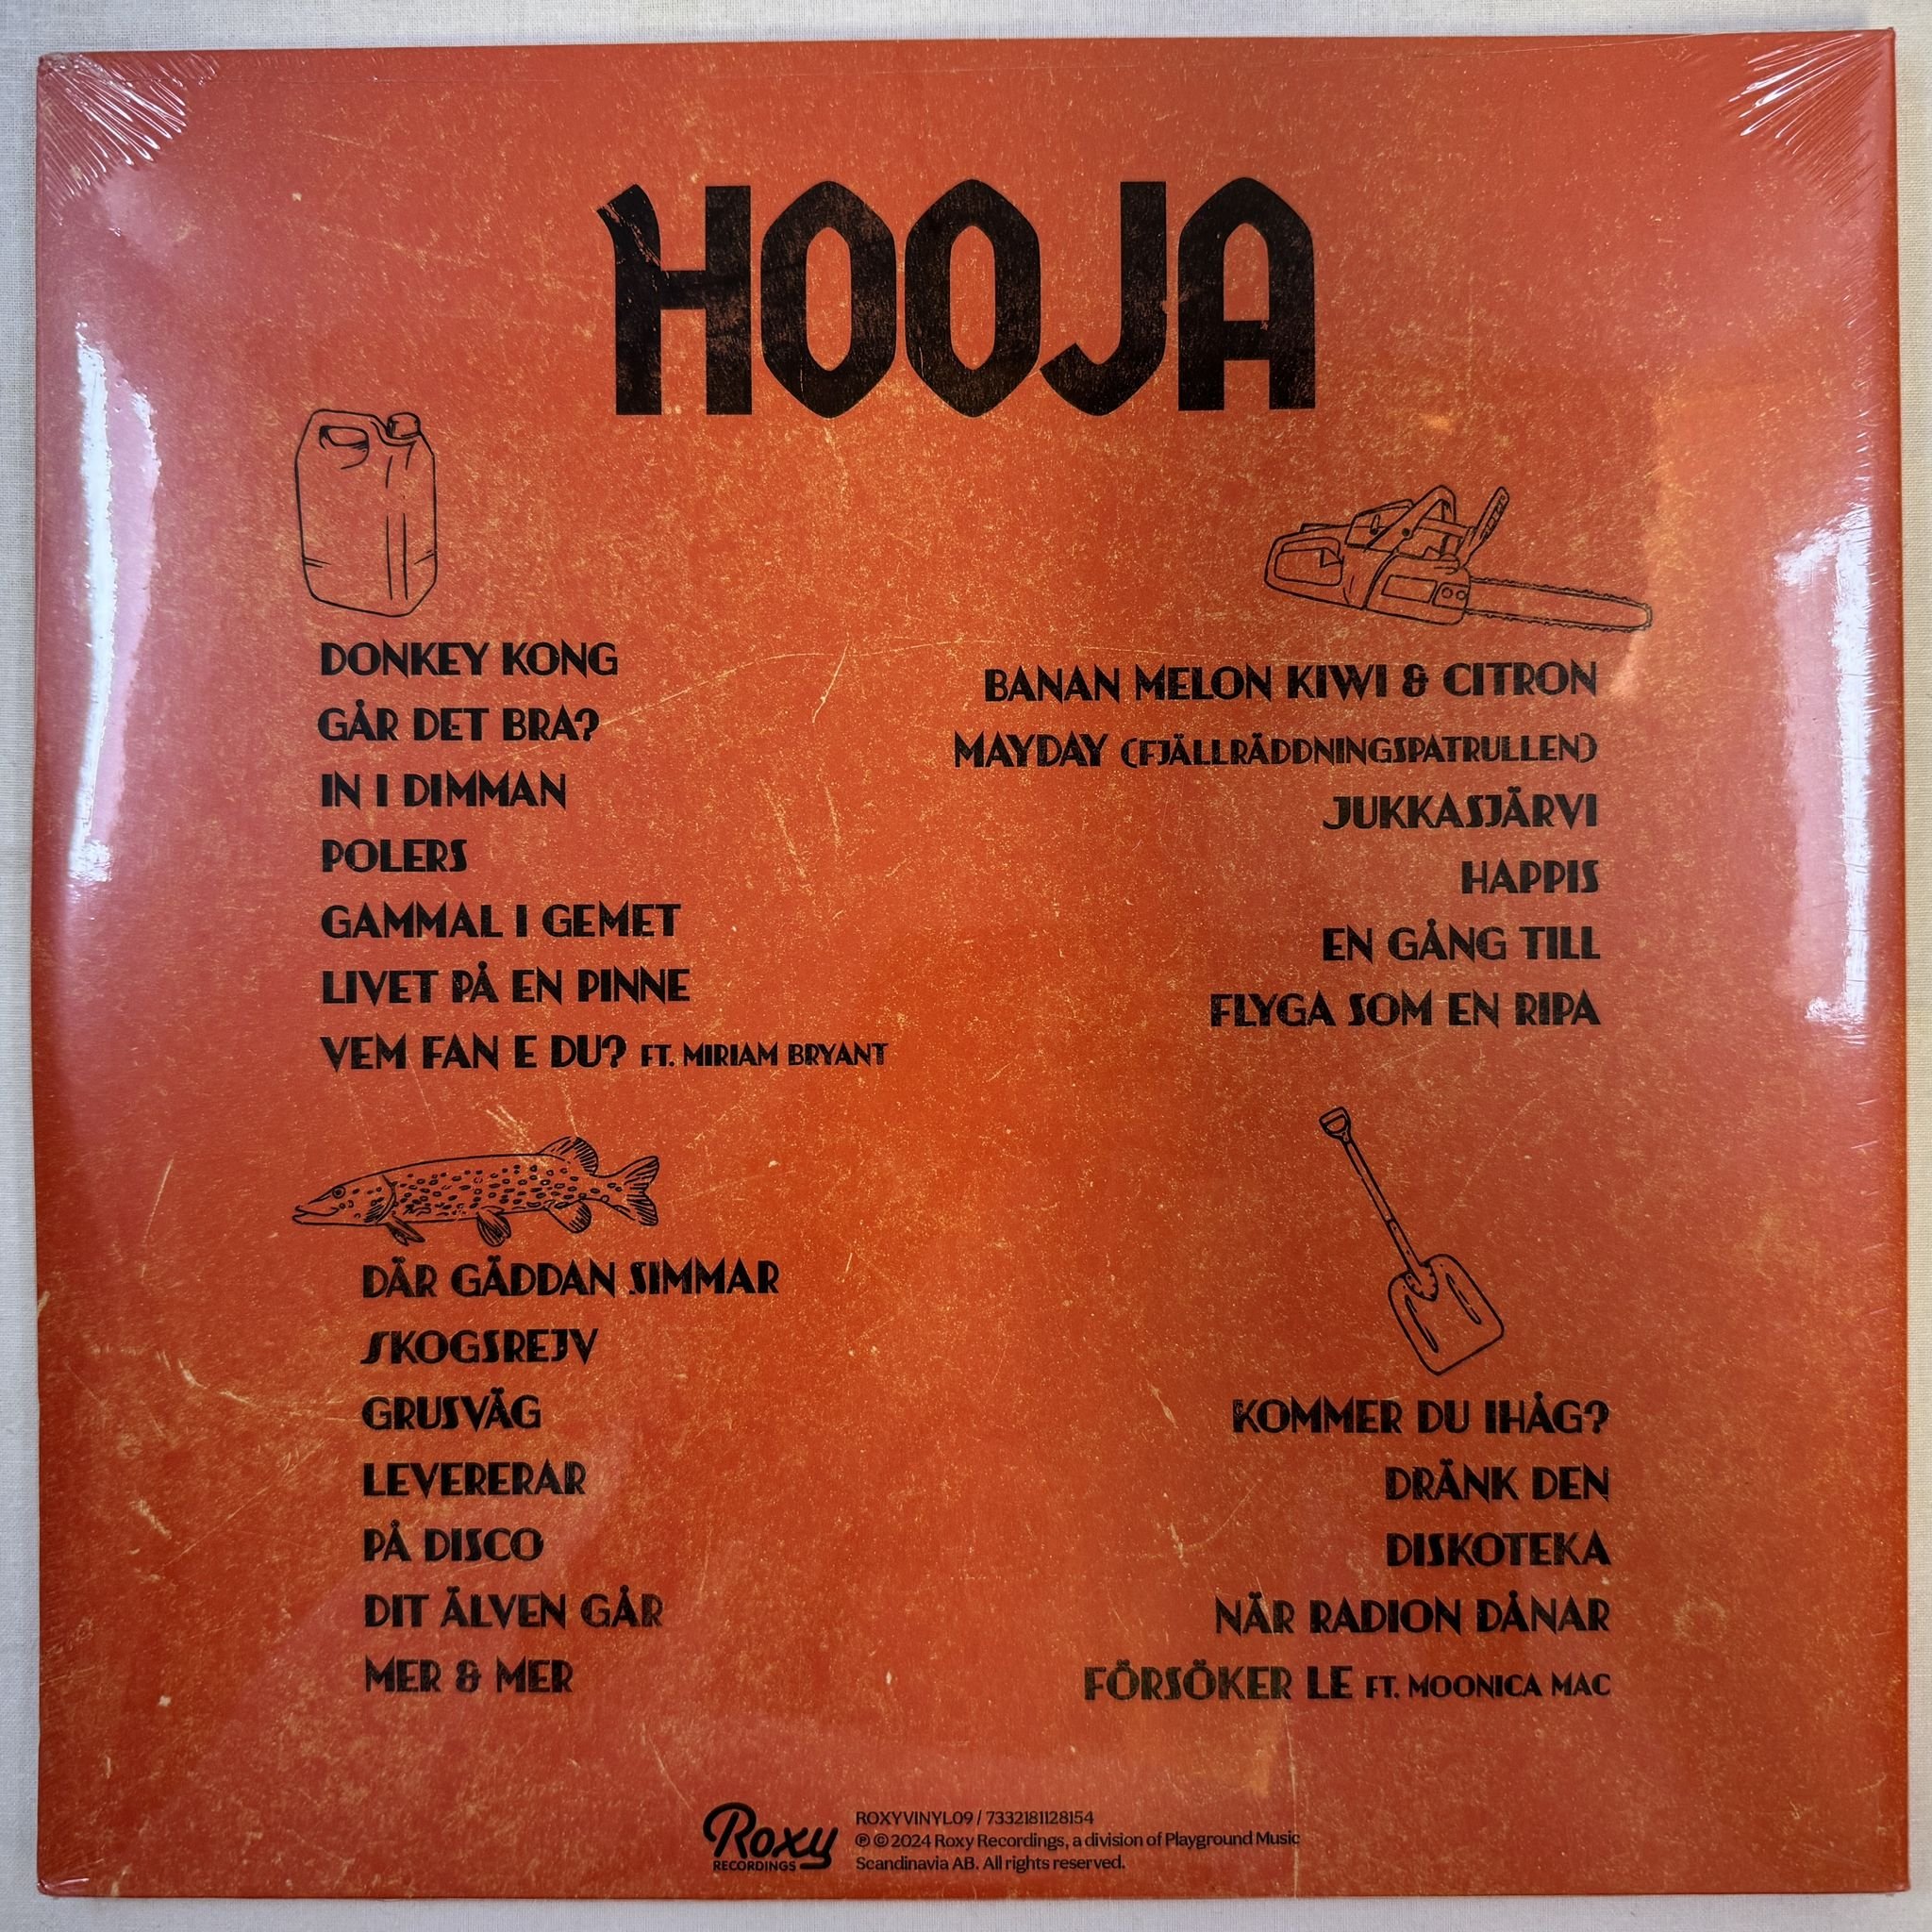 HOOJA
DONKEY KONG
GÅR DET BRA?
IN I DIMMAN
POLERS
GAMMAL I GEMET
LIVET PÅ EN PINNE
VEM FAN E DU? FT. MIRIAM BRYANT
BANAN MELON KIWI & CITRON
MAYDAY (FJÄLLRÄDDNINGSPATRULLEN)
JUKKASJÄRVI
HAPPIS
EN GÅNG TILL
FLYGA SOM EN RIPA
DÄR GÄDDAN SIMMAR
SKOGSREJV
GRUSVÄG
LEVERERAR
PÅ DISCO
DIT ÄLVEN GÅR
MER & MER
KOMMER DU IHÅG?
DRÄNK DEN
DISKOTEKA
NÄR RADION DÅNAR
FÖRSÖKER LE FT. MOONICA MAC
Roxy
RECORDINGS
ROXYVINYL09 / 7332181128154
℗ © 2024 Roxy Recordings, a division of Playground Music
Scandinavia AB. All rights reserved.